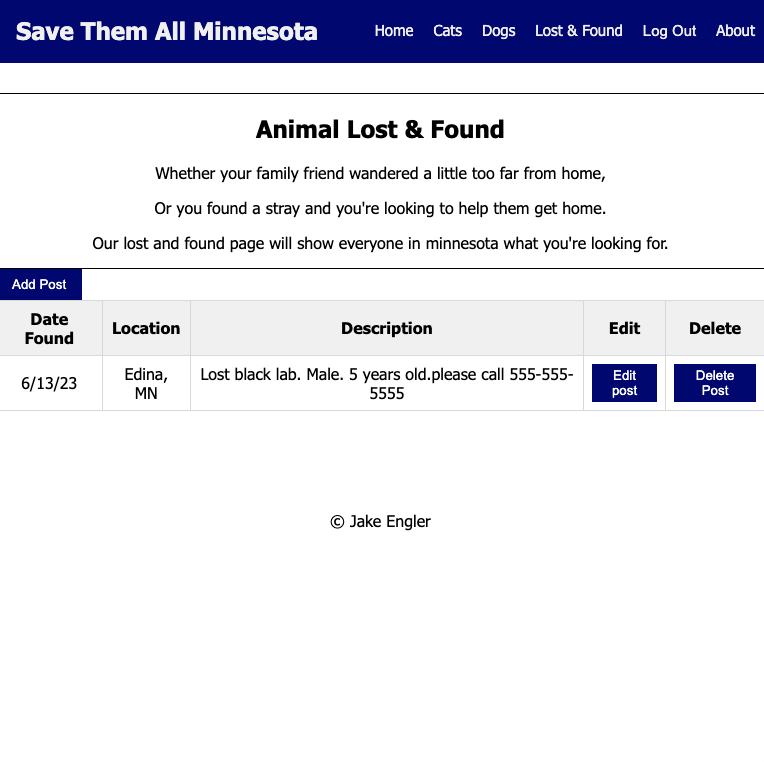 Save Them All Minnesota
Home Cats Dogs Lost & Found Log Out About
Animal Lost & Found
Whether your family friend wandered a little too far from home,
Or you found a stray and you're looking to help them get home.
Our lost and found page will show everyone in minnesota what you're looking for.
Add Post
Date
Found
Location
Description
Edit
Delete
6/13/23
Edina,
MN
Lost black lab. Male. 5 years old.please call 555-555-
5555
Edit
post
Delete
Post
© Jake Engler